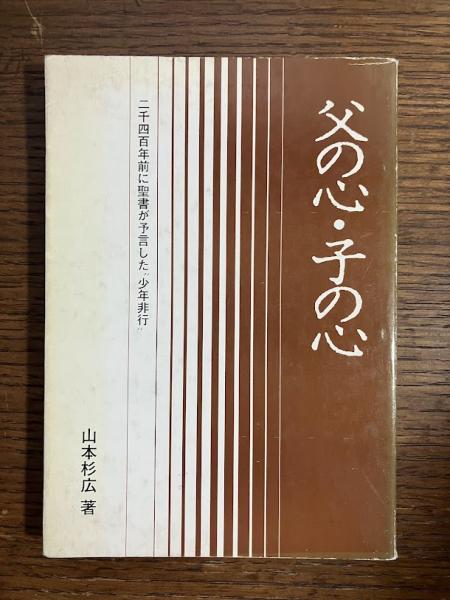 父の心・子の心
二千四百年前に聖書が予言した〝少年非行〟
山本杉広 著